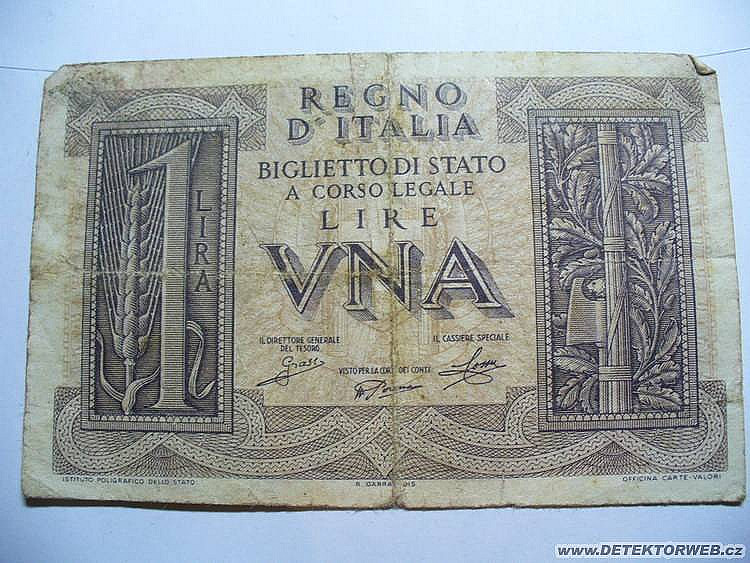 REGNO
D'ITALIA
BIGLIETTO DI STATO
A CORSO LEGALE
LIRE
VNA
1
LIRA
IL DIRETTORE GENERALE
DEL TESORO
IL CASSIERE SPECIALE
VISTO PER LA CORTE DEI CONTI
ISTITUTO POLIGRAFICO DELLO STATO
OFFICINA CARTE-VALORI
www.DETEKTORWEB.cz